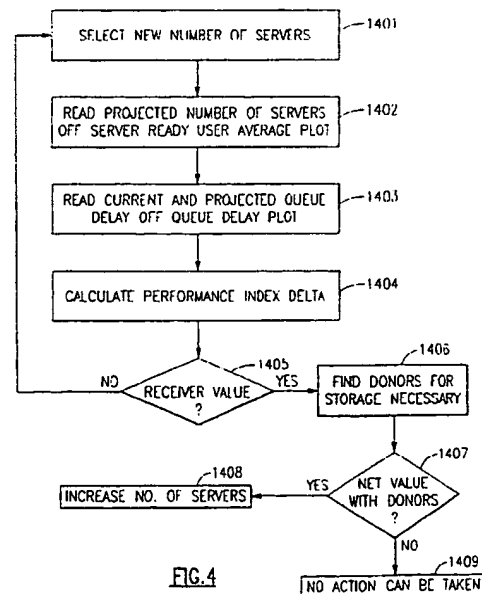 SELECT NEW NUMBER OF SERVERS
1401
READ PROJECTED NUMBER OF SERVERS
OFF SERVER READY USER AVERAGE PLOT
1402
READ CURRENT AND PROJECTED QUEUE
DELAY OFF QUEUE DELAY PLOT
1403
CALCULATE PERFORMANCE INDEX DELTA
1404
1405
NO
RECEIVER VALUE
?
YES
1406
FIND DONORS FOR
STORAGE NECESSARY
1407
NET VALUE
WITH DONORS
?
YES
1408
INCREASE NO. OF SERVERS
NO
1409
NO ACTION CAN BE TAKEN
FIG.4